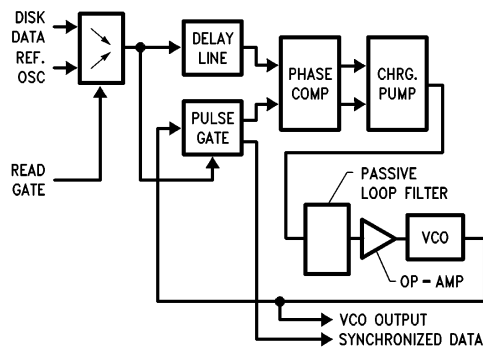 DISK
DATA
REF.
OSC
READ
GATE
DELAY
LINE
PULSE
GATE
PHASE
COMP
CHRG.
PUMP
PASSIVE
LOOP FILTER
VCO
OP-AMP
VCO OUTPUT
SYNCHRONIZED DATA